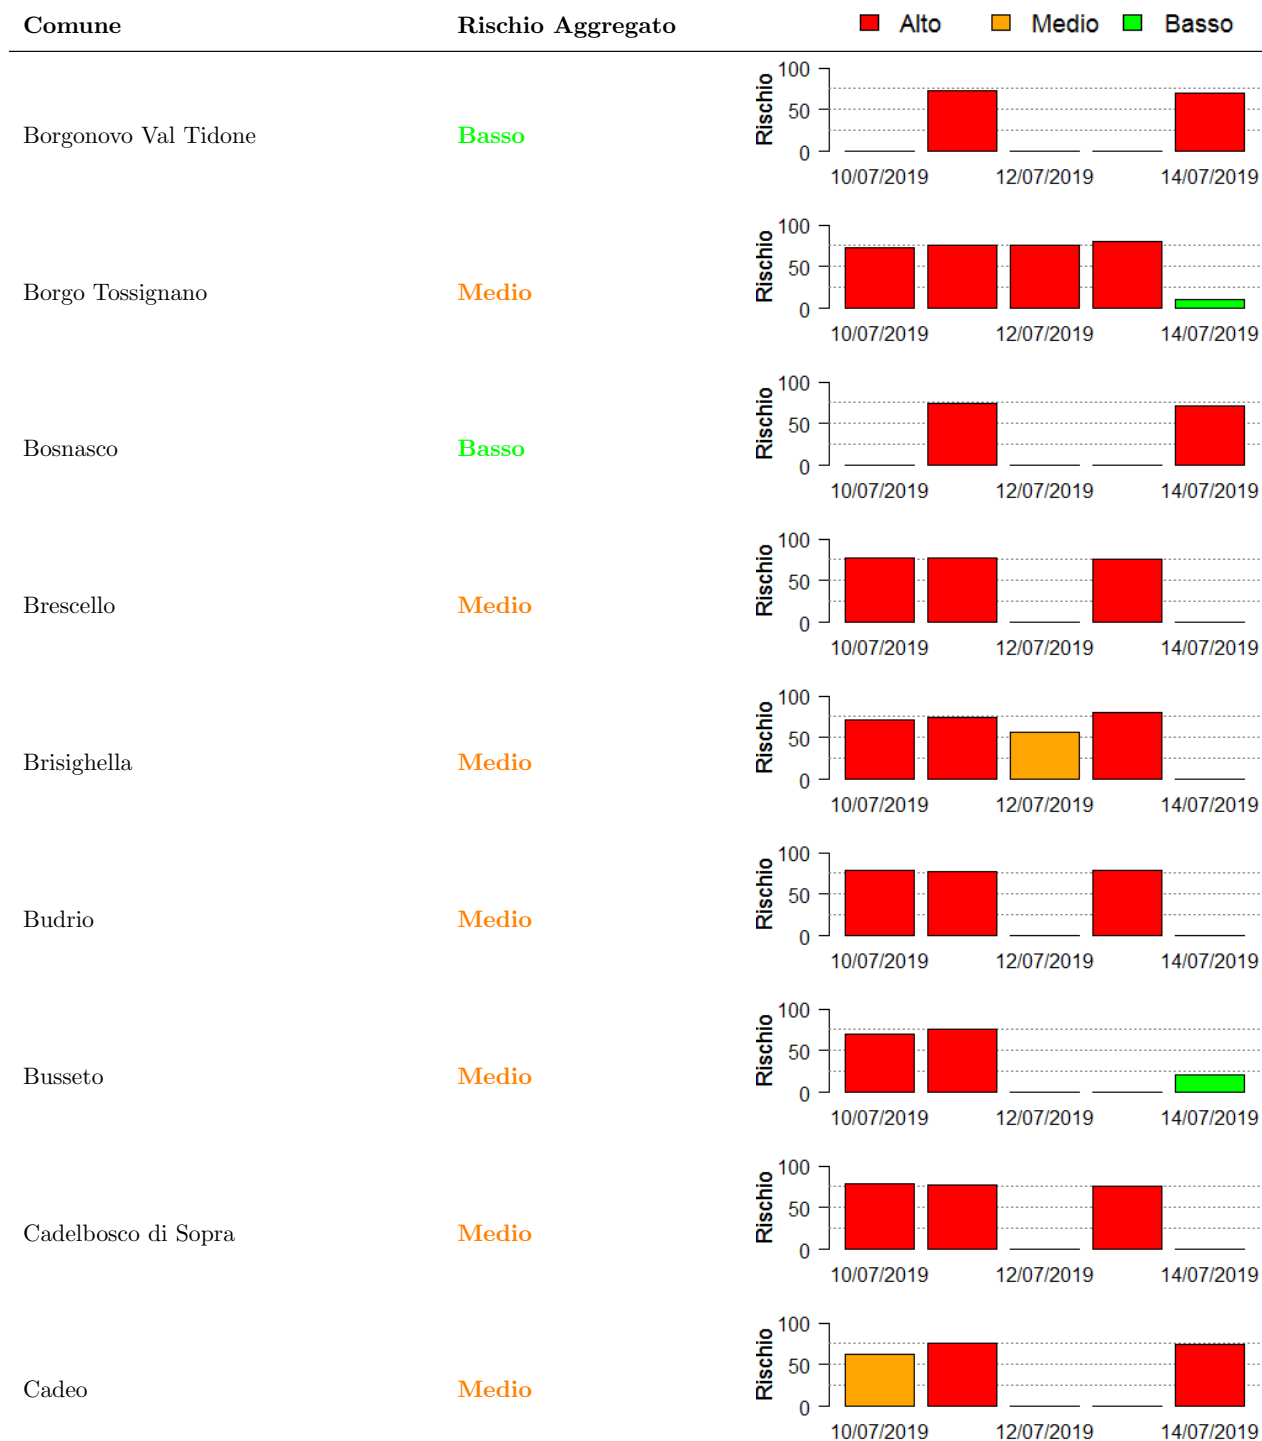 Comune Rischio Aggregato Alto Medio Basso
Borgonovo Val Tidone Basso Rischio 100 50 0
10/07/2019 12/07/2019 14/07/2019
Borgo Tossignano Medio Rischio 100 50 0
10/07/2019 12/07/2019 14/07/2019
Bosnasco Basso Rischio 100 50 0
10/07/2019 12/07/2019 14/07/2019
Brescello Medio Rischio 100 50 0
10/07/2019 12/07/2019 14/07/2019
Brisighella Medio Rischio 100 50 0
10/07/2019 12/07/2019 14/07/2019
Budrio Medio Rischio 100 50 0
10/07/2019 12/07/2019 14/07/2019
Busseto Medio Rischio 100 50 0
10/07/2019 12/07/2019 14/07/2019
Cadelbosco di Sopra Medio Rischio 100 50 0
10/07/2019 12/07/2019 14/07/2019
Cadeo Medio Rischio 100 50 0
10/07/2019 12/07/2019 14/07/2019